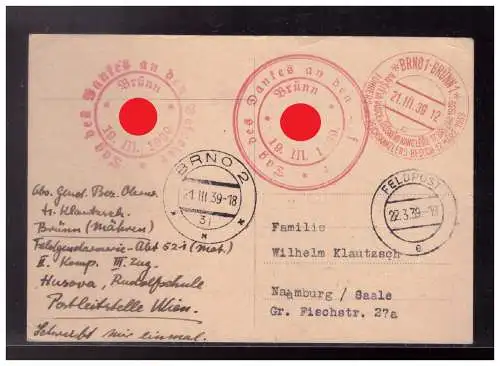 Tag des Dankes an den
Brünn
19. III. 1939.
Tag des Dankes an den
Brünn
19. III. 1939.
*BRNO 1-BRÜNN 1*
21. III. 39-12
BRNO 2
21 III 39-18
31
FELDPOST
22.3.39-18
e
Abs. Gend. Bez. Oberw.
Fr. Klautzsch.
Brünn (Mähren)
Feldgendarmerie-Abt 521 (mot.)
II. Komp. III. Zug.
Husova, Rudolfschule
Postleitstelle Wien.
Schreibt mir einmal.
Familie
Wilhelm Klautzsch
Naumburg / Saale
Gr. Fischstr. 27a